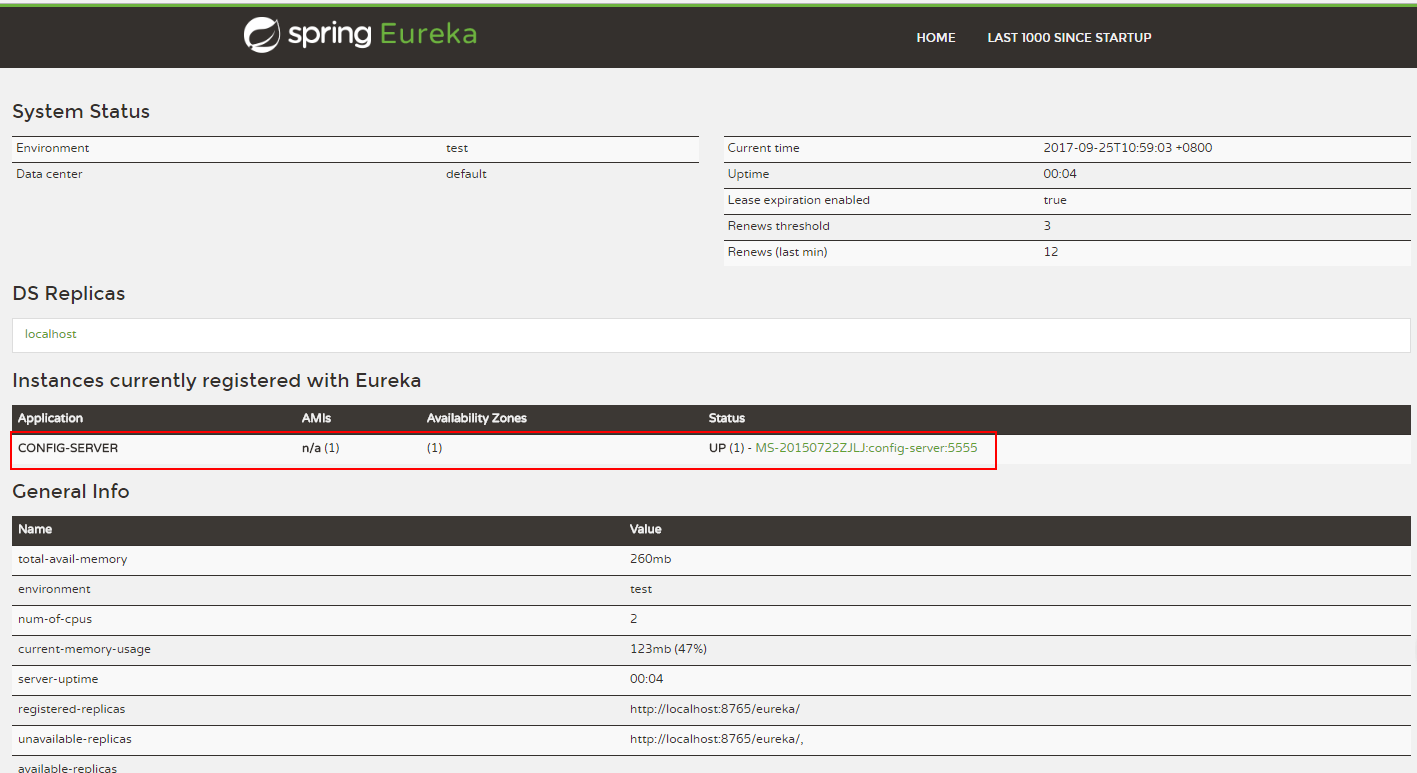 spring Eureka
HOME LAST 1000 SINCE STARTUP
System Status
Environment test
Data center default
Current time 2017-09-25T10:59:03 +0800
Uptime 00:04
Lease expiration enabled true
Renews threshold 3
Renews (last min) 12
DS Replicas
localhost
Instances currently registered with Eureka
Application AMIs Availability Zones Status
CONFIG-SERVER n/a (1) (1) UP (1) - MS-20150722ZJLJ:config-server:5555
General Info
Name Value
total-avail-memory 260mb
environment test
num-of-cpus 2
current-memory-usage 123mb (47%)
server-uptime 00:04
registered-replicas http://localhost:8765/eureka/
unavailable-replicas http://localhost:8765/eureka/,
available-replicas